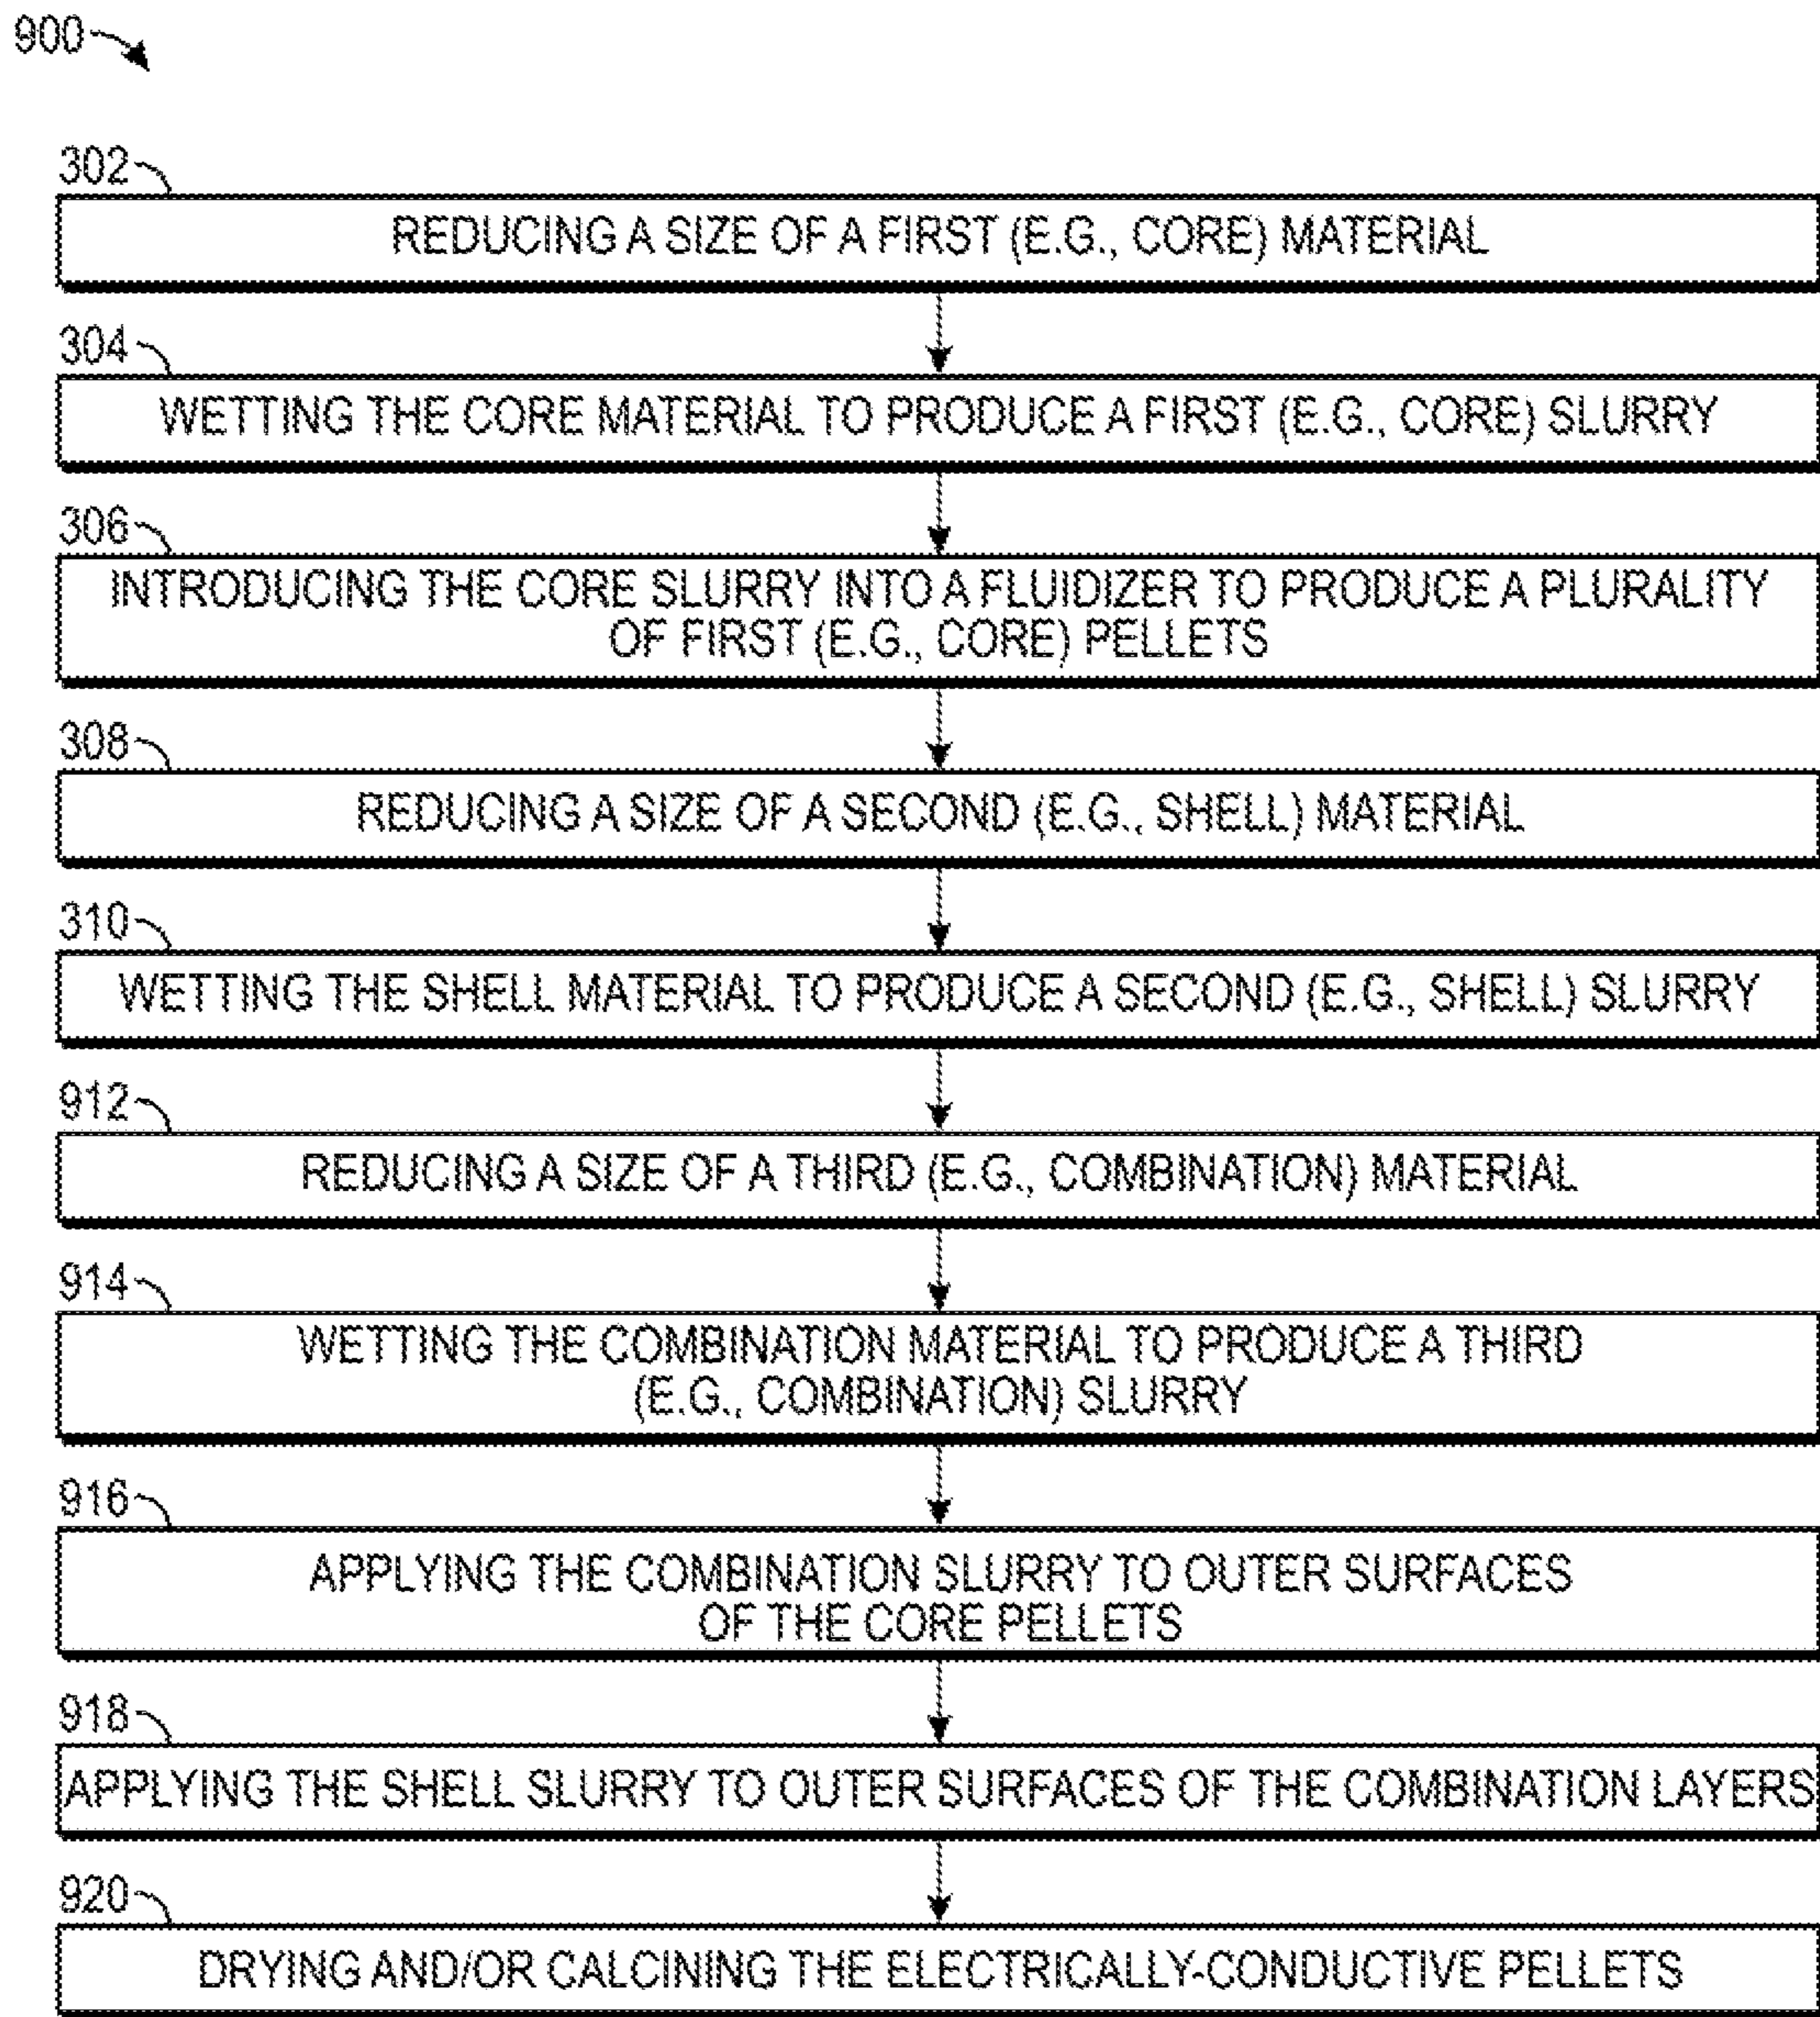 900
302
REDUCING A SIZE OF A FIRST (E.G., CORE) MATERIAL
304
WETTING THE CORE MATERIAL TO PRODUCE A FIRST (E.G., CORE) SLURRY
306
INTRODUCING THE CORE SLURRY INTO A FLUIDIZER TO PRODUCE A PLURALITY
OF FIRST (E.G., CORE) PELLETS
308
REDUCING A SIZE OF A SECOND (E.G., SHELL) MATERIAL
310
WETTING THE SHELL MATERIAL TO PRODUCE A SECOND (E.G., SHELL) SLURRY
912
REDUCING A SIZE OF A THIRD (E.G., COMBINATION) MATERIAL
914
WETTING THE COMBINATION MATERIAL TO PRODUCE A THIRD
(E.G., COMBINATION) SLURRY
916
APPLYING THE COMBINATION SLURRY TO OUTER SURFACES
OF THE CORE PELLETS
918
APPLYING THE SHELL SLURRY TO OUTER SURFACES OF THE COMBINATION LAYERS
920
DRYING AND/OR CALCINING THE ELECTRICALLY-CONDUCTIVE PELLETS